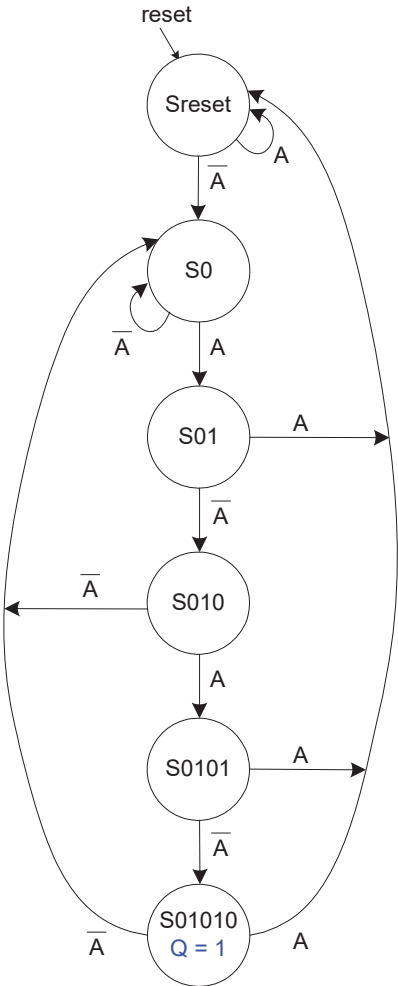 reset
Sreset
A
A̅
S0
A̅
A
S01
A
A̅
S010
A̅
A
S0101
A
A̅
S01010
Q = 1
A̅
A